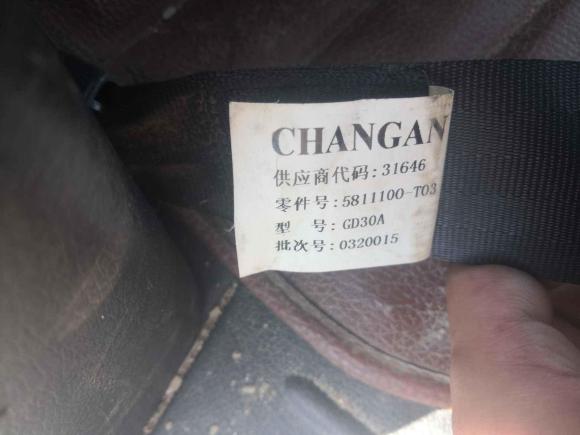 CHANGAN
供应商代码:31646
零件号:5811100-T03
型 号:GD30A
批次号:0320015